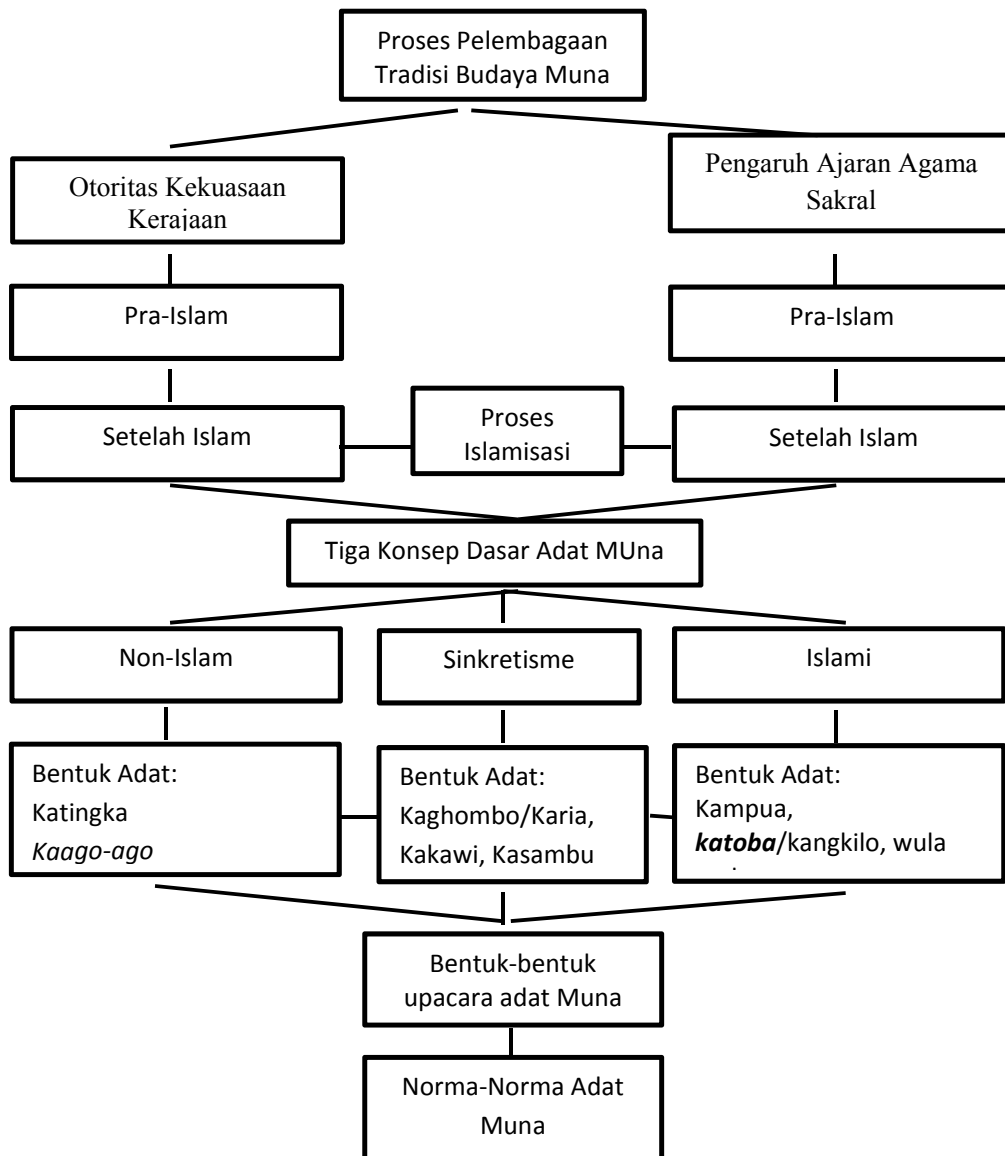 Proses Pelembagaan
Tradisi Budaya Muna
Otoritas Kekuasaan
Kerajaan
Pengaruh Ajaran Agama
Sakral
Pra-Islam
Pra-Islam
Setelah Islam
Proses
Islamisasi
Setelah Islam
Tiga Konsep Dasar Adat MUna
Non-Islam
Sinkretisme
Islami
Bentuk Adat:
Katingka
Kaago-ago
Bentuk Adat:
Kaghombo/Karia,
Kakawi, Kasambu
Bentuk Adat:
Kampua,
katoba/kangkilo, wula
Bentuk-bentuk
upacara adat Muna
Norma-Norma Adat
Muna